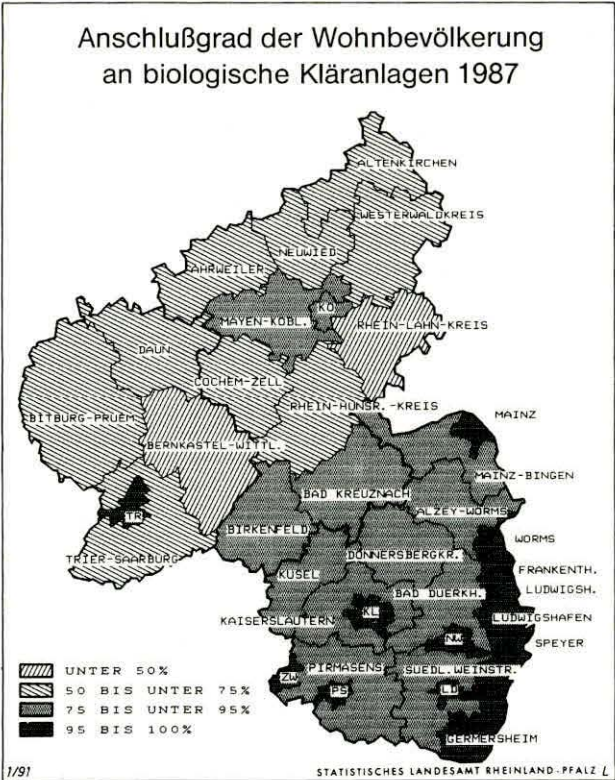 Anschlußgrad der Wohnbevölkerung
an biologische Kläranlagen 1987
ALTENKIRCHEN
WESTERWALDKREIS
NEUWIED
AHRWEILER
KO
MAYEN-KOBL.
RHEIN-LAHN-KREIS
DAUN
COCHEM-ZELL
RHEIN-HUNSR.-KREIS
BITBURG-PRUEM
MAINZ
BERNKASTEL-WITTL.
MAINZ-BINGEN
BAD KREUZNACH
ALZEY-WORMS
TR
BIRKENFELD
WORMS
DONNERSBERGKR.
TRIER-SAARBURG
FRANKENTH.
KUSEL
LUDWIGSH.
BAD DUERKH.
KL
LUDWIGSHAFEN
KAISERSLAUTERN
NW
SPEYER
PIRMASENS
SUEDL.WEINSTR.
ZW
PS
LD
GERMERSHEIM
UNTER 50%
50 BIS UNTER 75%
75 BIS UNTER 95%
95 BIS 100%
1/91
STATISTISCHES LANDESAMT RHEINLAND-PFALZ